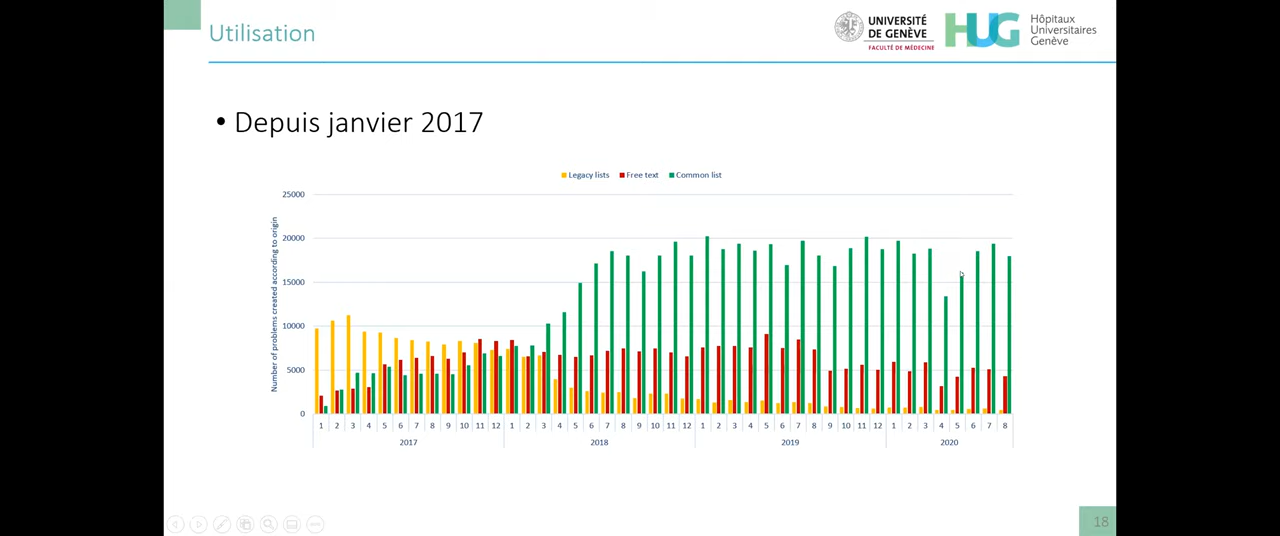 Utilisation
UNIVERSITÉ
DE GENÈVE
FACULTÉ DE MÉDECINE
HUG
Hôpitaux
Universitaires
Genève
• Depuis janvier 2017
Legacy lists Free text Common list
Number of problems created according to origin
25000
20000
15000
10000
5000
0
1 2 3 4 5 6 7 8 9 10 11 12 1 2 3 4 5 6 7 8 9 10 11 12 1 2 3 4 5 6 7 8 9 10 11 12 1 2 3 4 5 6 7 8
2017 2018 2019 2020
18